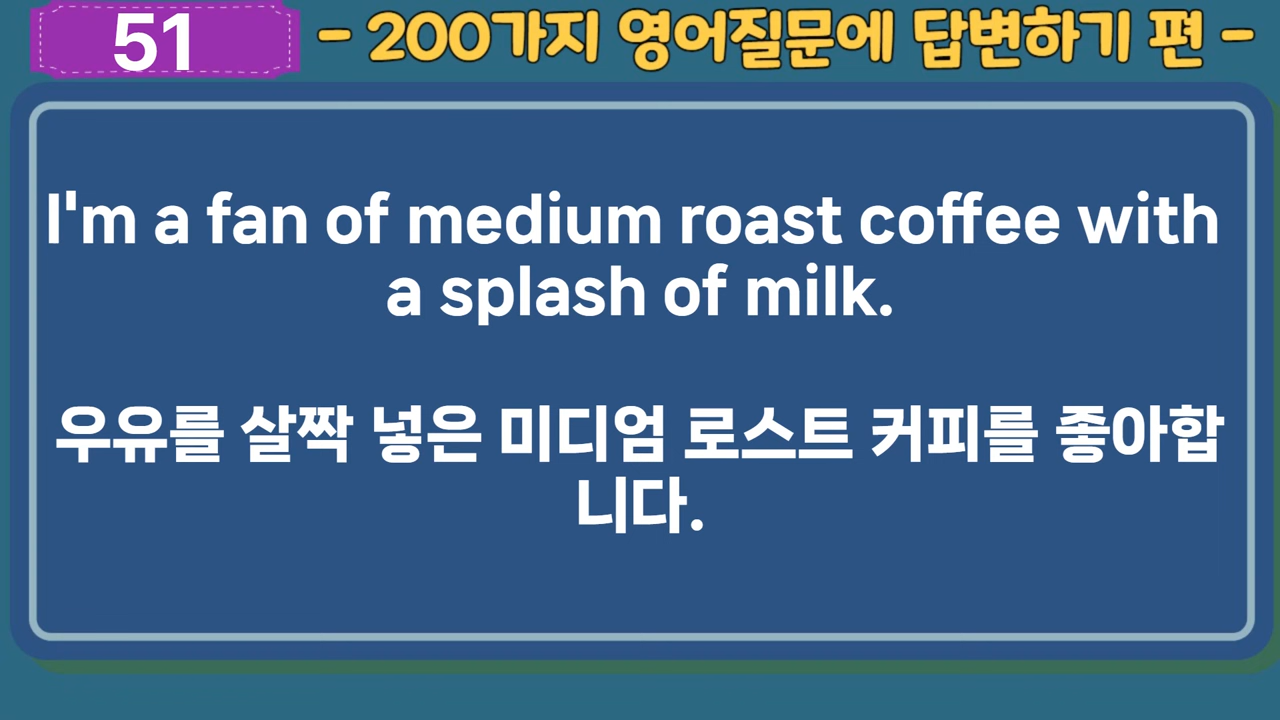 51
- 200가지 영어질문에 답변하기 편 -
I'm a fan of medium roast coffee with
a splash of milk.
우유를 살짝 넣은 미디엄 로스트 커피를 좋아합
니다.